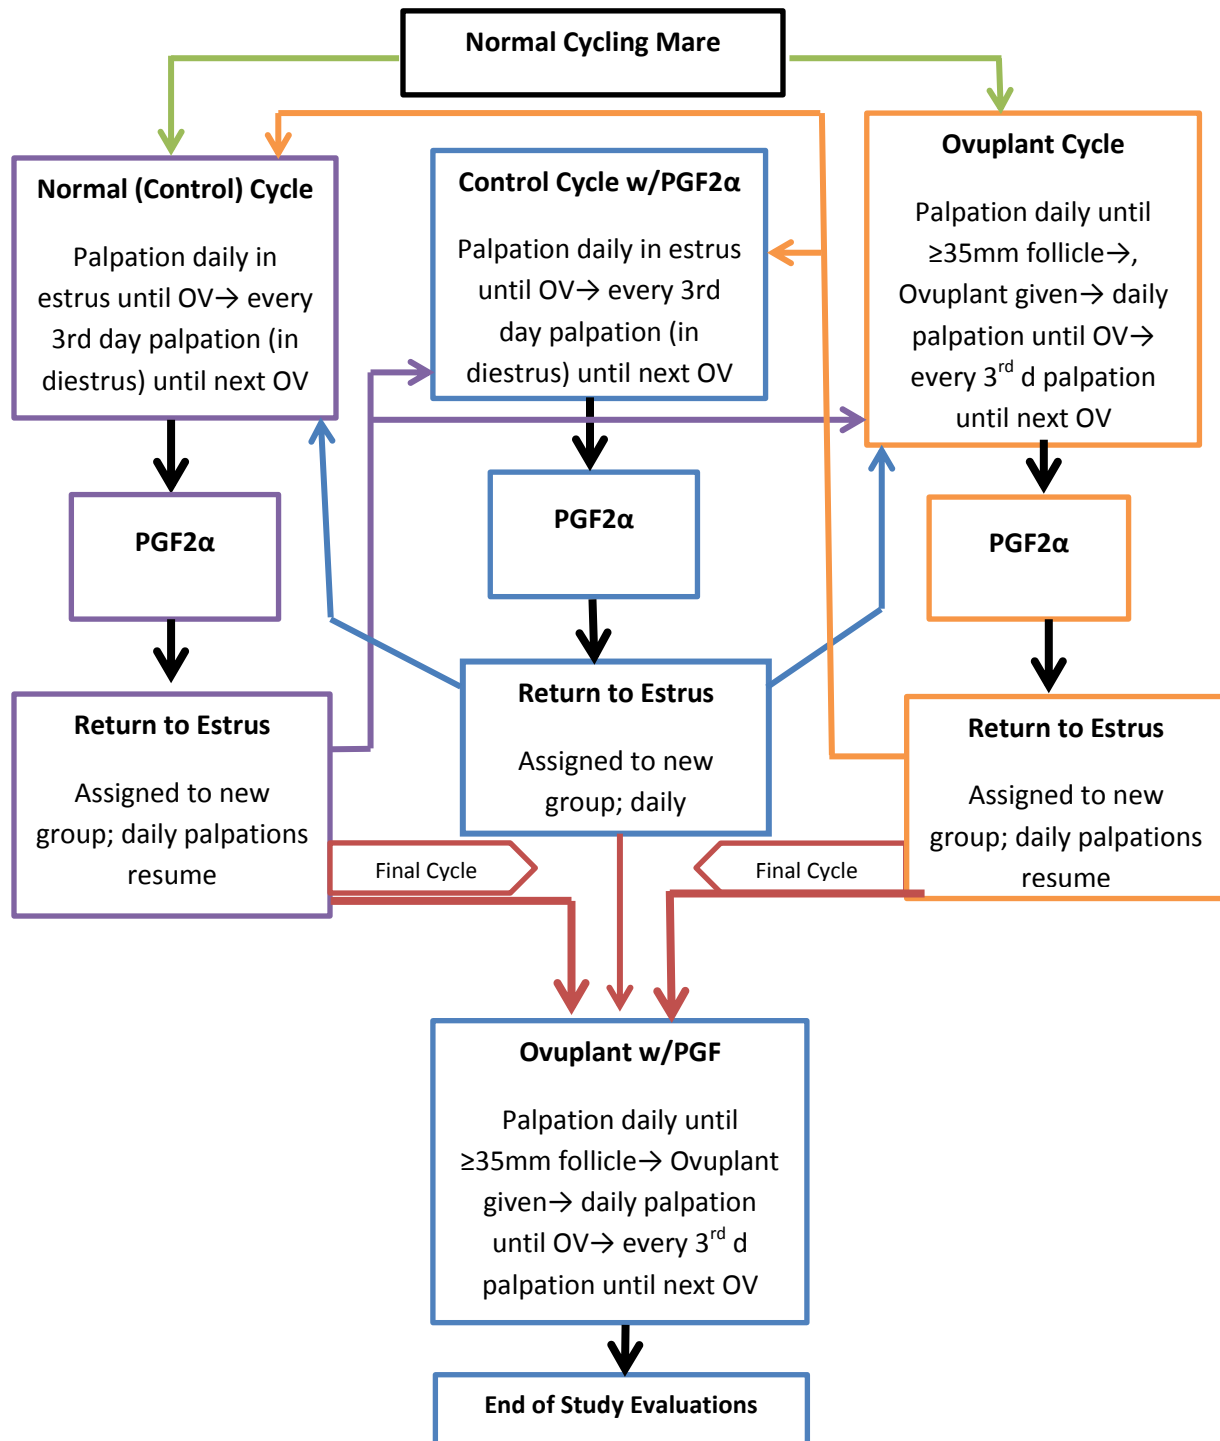 Normal Cycling Mare
Normal (Control) Cycle
Palpation daily in
estrus until OV→ every
3rd day palpation (in
diestrus) until next OV
Control Cycle w/PGF2α
Palpation daily in estrus
until OV→ every 3rd
day palpation (in
diestrus) until next OV
Ovuplant Cycle
Palpation daily until
≥35mm follicle→,
Ovuplant given→ daily
palpation until OV→
every 3rd d palpation
until next OV
PGF2α
PGF2α
PGF2α
Return to Estrus
Assigned to new
group; daily palpations
resume
Return to Estrus
Assigned to new
group; daily
Return to Estrus
Assigned to new
group; daily palpations
resume
Final Cycle
Final Cycle
Ovuplant w/PGF
Palpation daily until
≥35mm follicle→ Ovuplant
given→ daily palpation
until OV→ every 3rd d
palpation until next OV
End of Study Evaluations